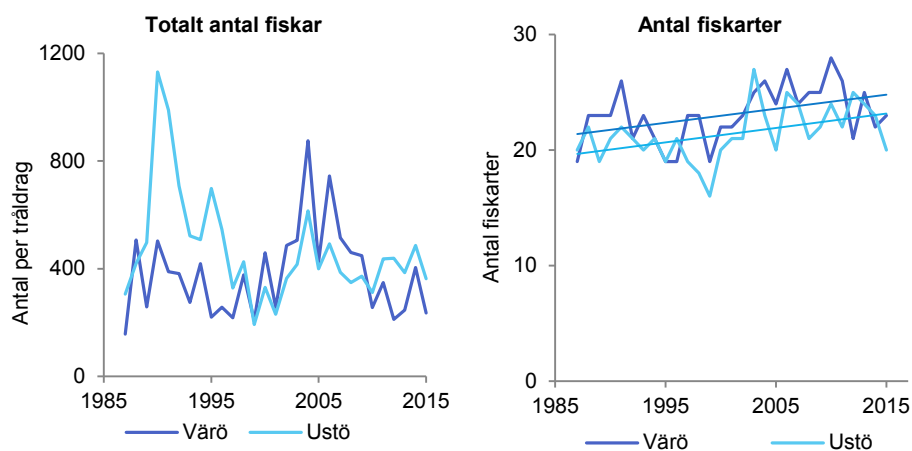 Totalt antal fiskar
Antal per tråldrag
1200
800
400
0
1985
1995
2005
2015
Värö
Ustö
Antal fiskarter
Antal fiskarter
30
20
10
0
1985
1995
2005
2015
Värö
Ustö